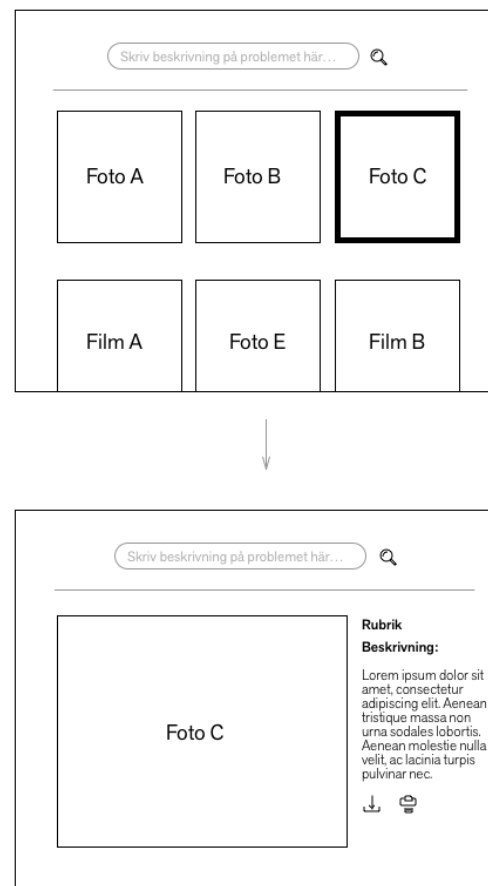 Skriv beskrivning på problemet här...
Foto A
Foto B
Foto C
Film A
Foto E
Film B
Skriv beskrivning på problemet här...
Foto C
Rubrik
Beskrivning:
Lorem ipsum dolor sit
amet, consectetur
adipiscing elit. Aenean
tristique massa non
urna sodales lobortis.
Aenean molestie nulla
velit, ac lacinia turpis
pulvinar nec.